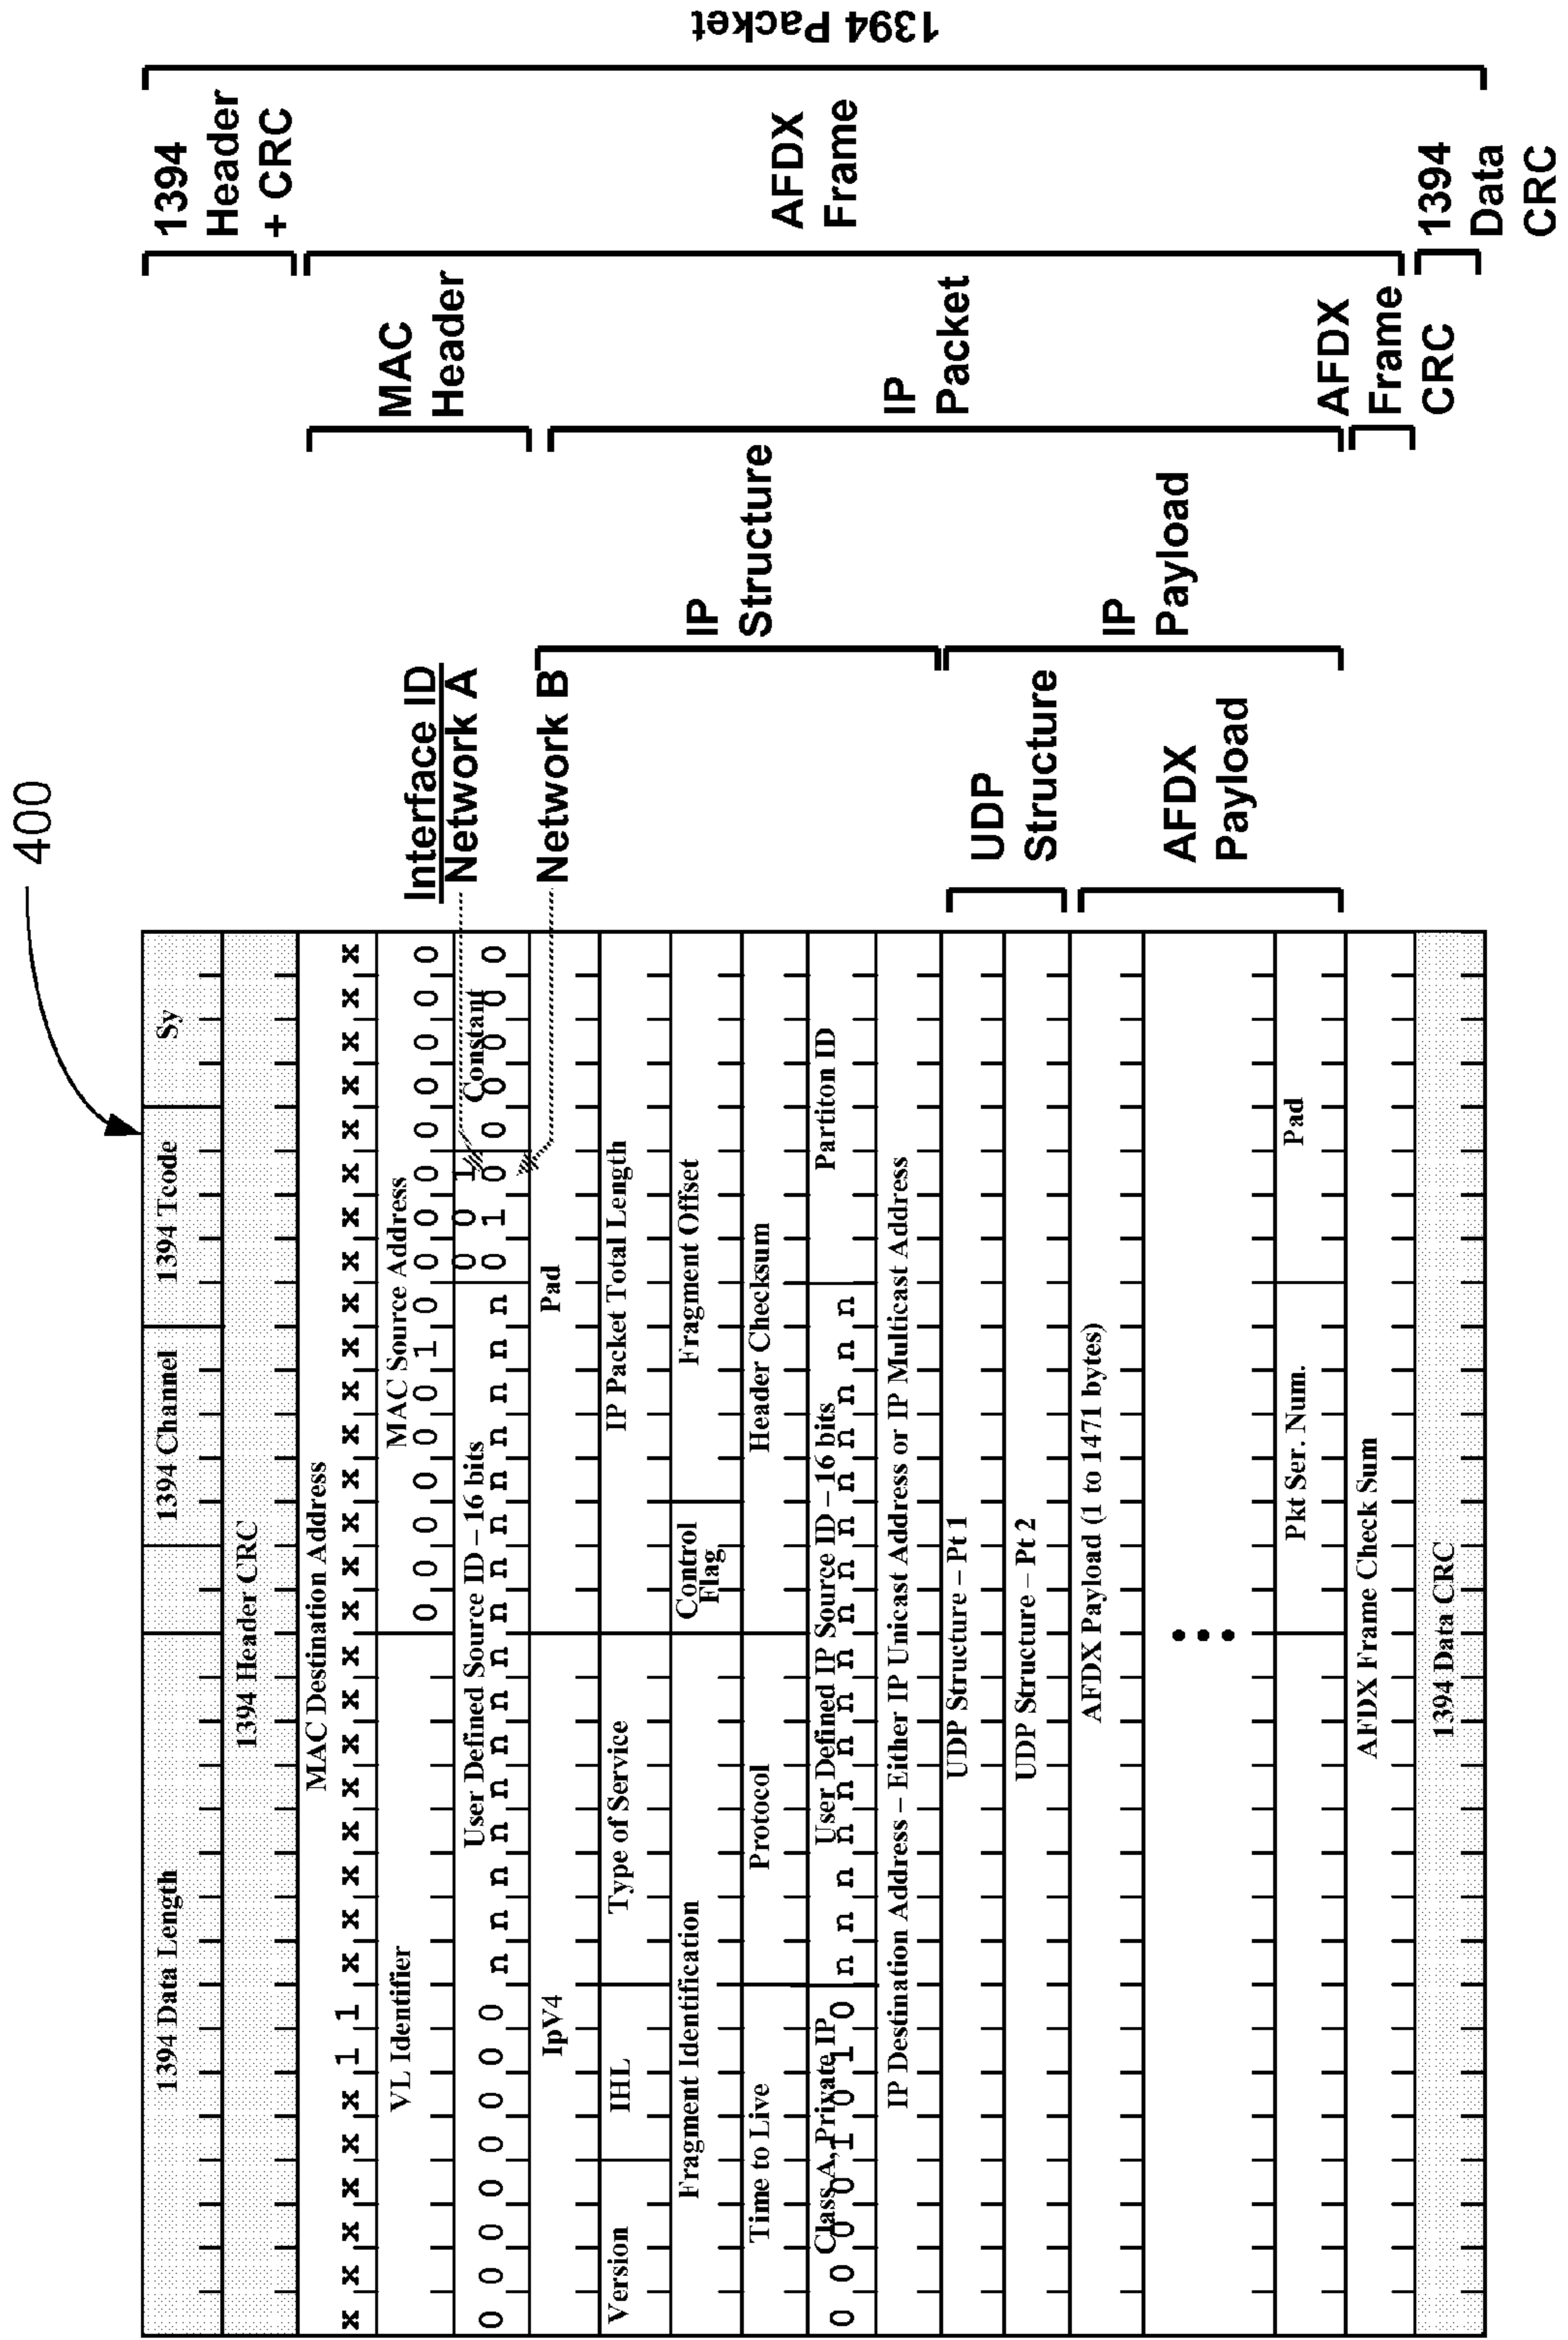 400
1394 Data Length 1394 Channel 1394 Tcode Sy
1394 Header CRC
MAC Destination Address
x x x x x x 1 1 x x x x x x x x x x x x x x x x x x x x x x x x
VL Identifier MAC Source Address
0 0 0 0 0 0 1 0 0 0 0 0 0 0 0 0
User Defined Source ID – 16 bits 0 0 1 Constant
0 0 0 0 0 0 0 0 n n n n n n n n n n n n n n n n 0 1 0 0 0 0 0 0
IpV4 Pad
Version IHL Type of Service IP Packet Total Length
Fragment Identification Control Flag Fragment Offset
Time to Live Protocol Header Checksum
Class A, Private IP User Defined IP Source ID – 16 bits Partiton ID
0 0 0 0 1 0 1 0 n n n n n n n n n n n n n n n n
IP Destination Address – Either IP Unicast Address or IP Multicast Address
UDP Structure – Pt 1
UDP Structure – Pt 2
AFDX Payload (1 to 1471 bytes)
Pkt Ser. Num. Pad
AFDX Frame Check Sum
1394 Data CRC
Interface ID
Network A
Network B
UDP
Structure
AFDX
Payload
IP
Structure
IP
Payload
MAC
Header
IP
Packet
AFDX
Frame
CRC
1394
Header
+ CRC
AFDX
Frame
1394
Data
CRC
1394 Packet